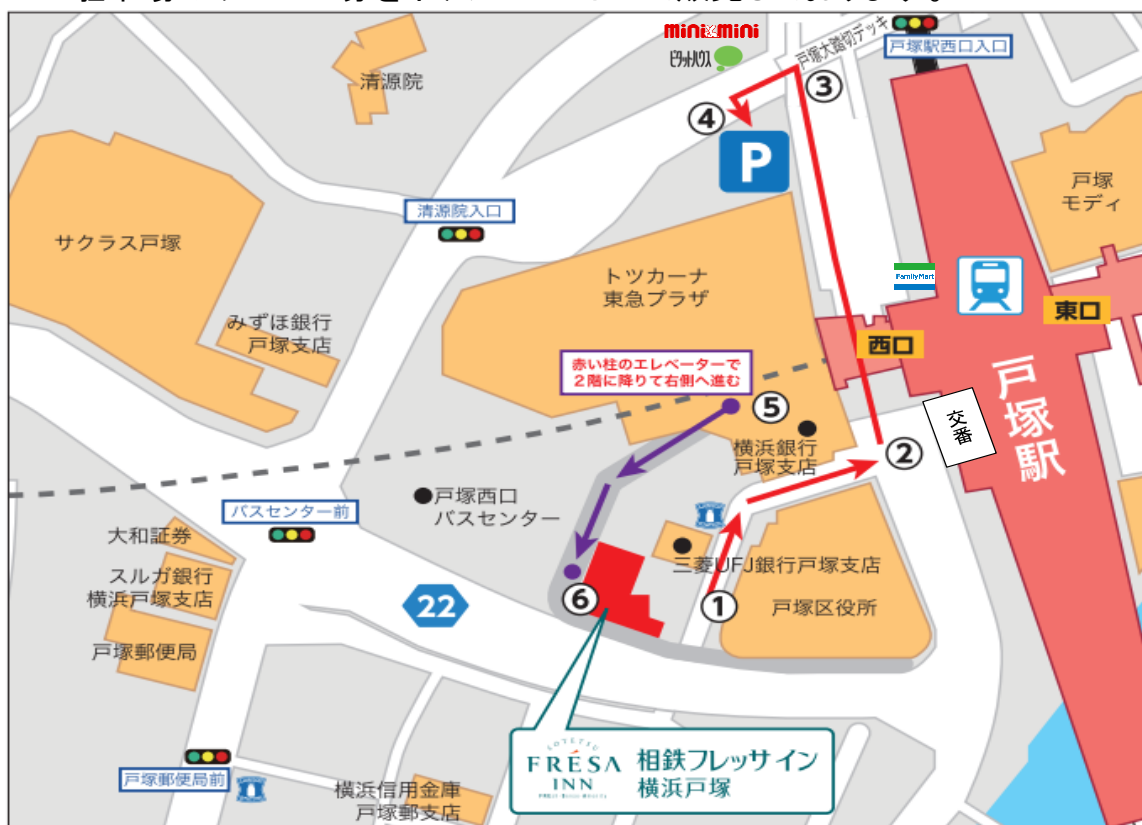 mini mini
ピタットハウス
戸塚大踏切デッキ
戸塚駅西口入口
清源院
③
④
P
戸塚
モディ
清源院入口
サクラス戸塚
トツカーナ
東急プラザ
FamilyMart
東口
みずほ銀行
戸塚支店
西口
赤い柱のエレベーターで
2階に降りて右側へ進む
戸塚駅
⑤
交番
横浜銀行
戸塚支店
②
戸塚西口
バスセンター
バスセンター前
大和証券
三菱UFJ銀行戸塚支店
スルガ銀行
横浜戸塚支店
22
⑥
①
戸塚区役所
戸塚郵便局
FRÉSA
INN
相鉄フレッサイン
横浜戸塚
戸塚郵便局前
横浜信用金庫
戸塚郵支店